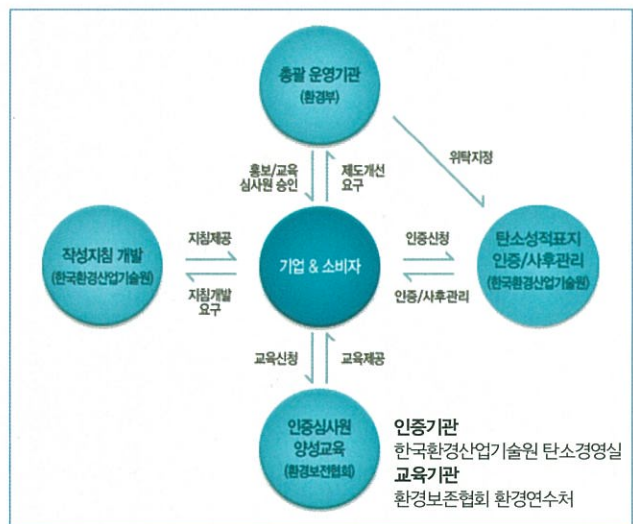 총괄 운영기관
(환경부)
홍보/교육
심사원 승인
제도개선
요구
위탁지정
작성지침 개발
(한국환경산업기술원)
지침제공
지침개발
요구
기업 & 소비자
인증신청
인증/사후관리
탄소성적표지
인증/사후관리
(한국환경산업기술원)
교육신청
교육제공
인증심사원
양성교육
(환경보전협회)
인증기관
한국환경산업기술원 탄소경영실
교육기관
환경보존협회 환경연수처